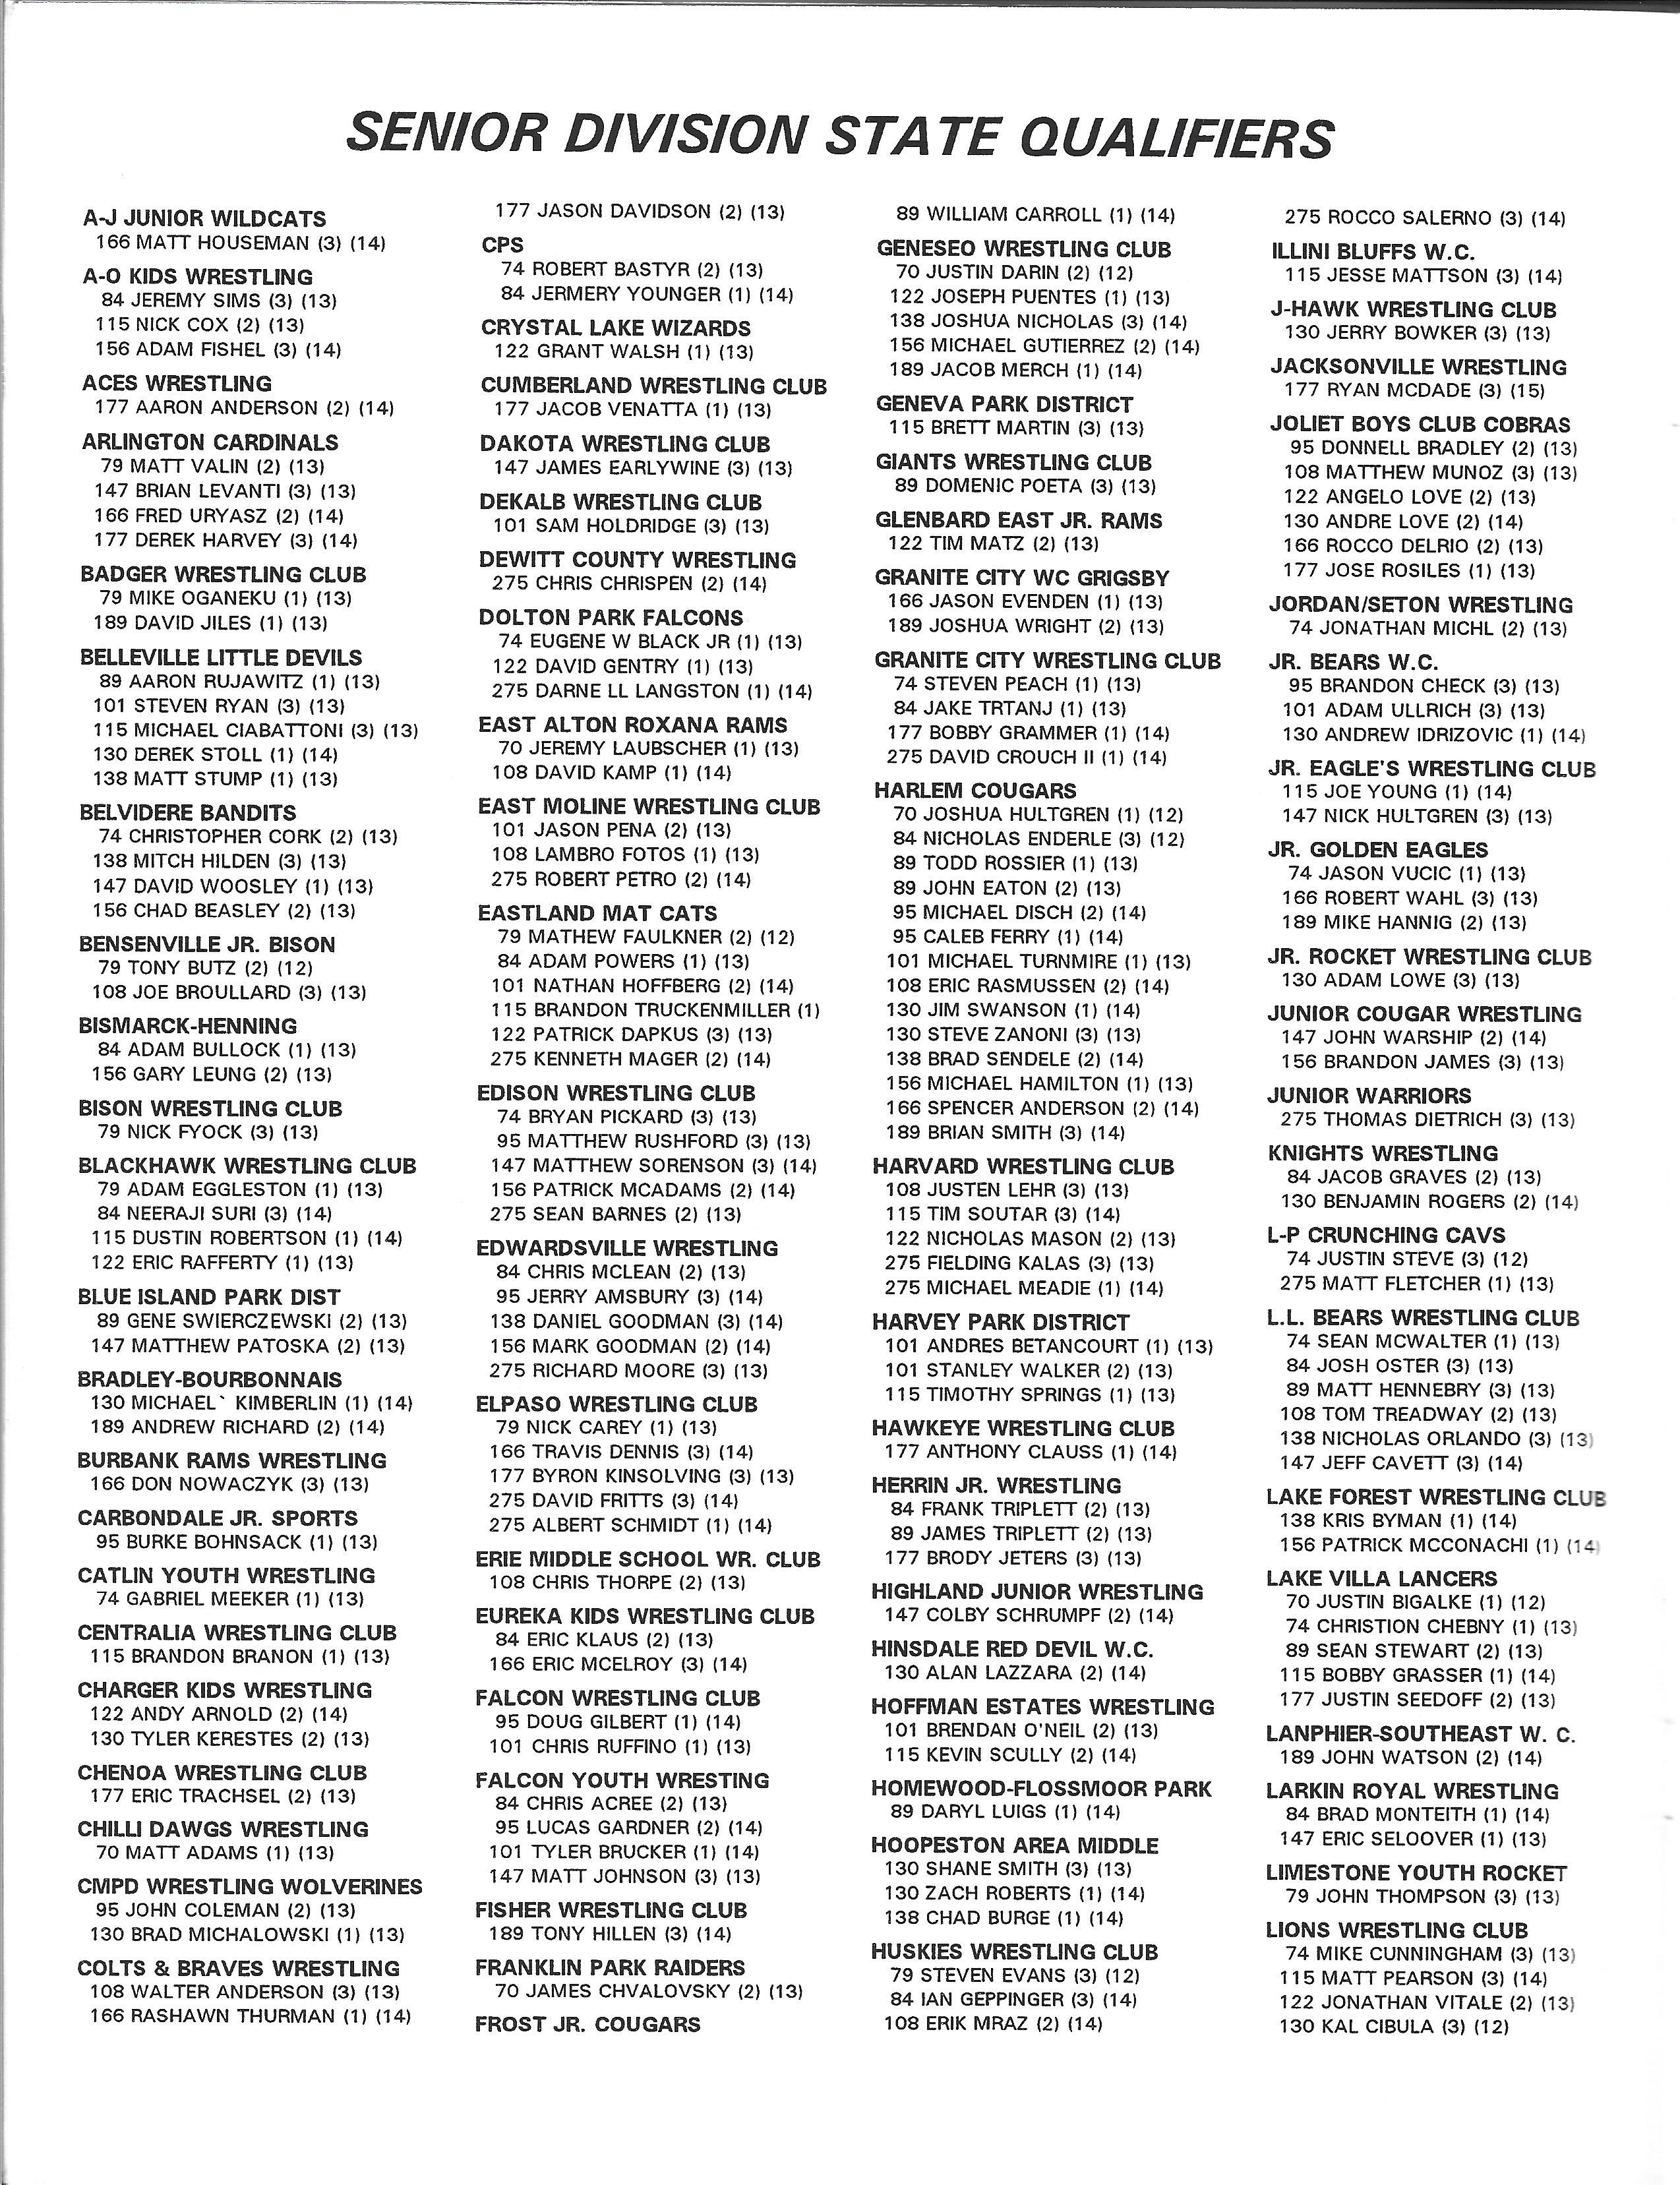 SENIOR DIVISION STATE QUALIFIERS
A-J JUNIOR WILDCATS
166 MATT HOUSEMAN (3) (14)
A-O KIDS WRESTLING
84 JEREMY SIMS (3) (13)
115 NICK COX (2) (13)
156 ADAM FISHEL (3) (14)
ACES WRESTLING
177 AARON ANDERSON (2) (14)
ARLINGTON CARDINALS
79 MATT VALIN (2) (13)
147 BRIAN LEVANTI (3) (13)
166 FRED URYASZ (2) (14)
177 DEREK HARVEY (3) (14)
BADGER WRESTLING CLUB
79 MIKE OGANEKU (1) (13)
189 DAVID JILES (1) (13)
BELLEVILLE LITTLE DEVILS
89 AARON RUJAWITZ (1) (13)
101 STEVEN RYAN (3) (13)
115 MICHAEL CIABATTONI (3) (13)
130 DEREK STOLL (1) (14)
138 MATT STUMP (1) (13)
BELVIDERE BANDITS
74 CHRISTOPHER CORK (2) (13)
138 MITCH HILDEN (3) (13)
147 DAVID WOOSLEY (1) (13)
156 CHAD BEASLEY (2) (13)
BENSENVILLE JR. BISON
79 TONY BUTZ (2) (12)
108 JOE BROULLARD (3) (13)
BISMARCK-HENNING
84 ADAM BULLOCK (1) (13)
156 GARY LEUNG (2) (13)
BISON WRESTLING CLUB
79 NICK FYOCK (3) (13)
BLACKHAWK WRESTLING CLUB
79 ADAM EGGLESTON (1) (13)
84 NEERAJI SURI (3) (14)
115 DUSTIN ROBERTSON (1) (14)
122 ERIC RAFFERTY (1) (13)
BLUE ISLAND PARK DIST
89 GENE SWIERCZEWSKI (2) (13)
147 MATTHEW PATOSKA (2) (13)
BRADLEY-BOURBONNAIS
130 MICHAEL` KIMBERLIN (1) (14)
189 ANDREW RICHARD (2) (14)
BURBANK RAMS WRESTLING
166 DON NOWACZYK (3) (13)
CARBONDALE JR. SPORTS
95 BURKE BOHNSACK (1) (13)
CATLIN YOUTH WRESTLING
74 GABRIEL MEEKER (1) (13)
CENTRALIA WRESTLING CLUB
115 BRANDON BRANON (1) (13)
CHARGER KIDS WRESTLING
122 ANDY ARNOLD (2) (14)
130 TYLER KERESTES (2) (13)
CHENOA WRESTLING CLUB
177 ERIC TRACHSEL (2) (13)
CHILLI DAWGS WRESTLING
70 MATT ADAMS (1) (13)
CMPD WRESTLING WOLVERINES
95 JOHN COLEMAN (2) (13)
130 BRAD MICHALOWSKI (1) (13)
COLTS & BRAVES WRESTLING
108 WALTER ANDERSON (3) (13)
166 RASHAWN THURMAN (1) (14)
177 JASON DAVIDSON (2) (13)
CPS
74 ROBERT BASTYR (2) (13)
84 JERMERY YOUNGER (1) (14)
CRYSTAL LAKE WIZARDS
122 GRANT WALSH (1) (13)
CUMBERLAND WRESTLING CLUB
177 JACOB VENATTA (1) (13)
DAKOTA WRESTLING CLUB
147 JAMES EARLYWINE (3) (13)
DEKALB WRESTLING CLUB
101 SAM HOLDRIDGE (3) (13)
DEWITT COUNTY WRESTLING
275 CHRIS CHRISPEN (2) (14)
DOLTON PARK FALCONS
74 EUGENE W BLACK JR (1) (13)
122 DAVID GENTRY (1) (13)
275 DARNE LL LANGSTON (1) (14)
EAST ALTON ROXANA RAMS
70 JEREMY LAUBSCHER (1) (13)
108 DAVID KAMP (1) (14)
EAST MOLINE WRESTLING CLUB
101 JASON PENA (2) (13)
108 LAMBRO FOTOS (1) (13)
275 ROBERT PETRO (2) (14)
EASTLAND MAT CATS
79 MATHEW FAULKNER (2) (12)
84 ADAM POWERS (1) (13)
101 NATHAN HOFFBERG (2) (14)
115 BRANDON TRUCKENMILLER (1)
122 PATRICK DAPKUS (3) (13)
275 KENNETH MAGER (2) (14)
EDISON WRESTLING CLUB
74 BRYAN PICKARD (3) (13)
95 MATTHEW RUSHFORD (3) (13)
147 MATTHEW SORENSON (3) (14)
156 PATRICK MCADAMS (2) (14)
275 SEAN BARNES (2) (13)
EDWARDSVILLE WRESTLING
84 CHRIS MCLEAN (2) (13)
95 JERRY AMSBURY (3) (14)
138 DANIEL GOODMAN (3) (14)
156 MARK GOODMAN (2) (14)
275 RICHARD MOORE (3) (13)
ELPASO WRESTLING CLUB
79 NICK CAREY (1) (13)
166 TRAVIS DENNIS (3) (14)
177 BYRON KINSOLVING (3) (13)
275 DAVID FRITTS (3) (14)
275 ALBERT SCHMIDT (1) (14)
ERIE MIDDLE SCHOOL WR. CLUB
108 CHRIS THORPE (2) (13)
EUREKA KIDS WRESTLING CLUB
84 ERIC KLAUS (2) (13)
166 ERIC MCELROY (3) (14)
FALCON WRESTLING CLUB
95 DOUG GILBERT (1) (14)
101 CHRIS RUFFINO (1) (13)
FALCON YOUTH WRESTING
84 CHRIS ACREE (2) (13)
95 LUCAS GARDNER (2) (14)
101 TYLER BRUCKER (1) (14)
147 MATT JOHNSON (3) (13)
FISHER WRESTLING CLUB
189 TONY HILLEN (3) (14)
FRANKLIN PARK RAIDERS
70 JAMES CHVALOVSKY (2) (13)
FROST JR. COUGARS
89 WILLIAM CARROLL (1) (14)
GENESEO WRESTLING CLUB
70 JUSTIN DARIN (2) (12)
122 JOSEPH PUENTES (1) (13)
138 JOSHUA NICHOLAS (3) (14)
156 MICHAEL GUTIERREZ (2) (14)
189 JACOB MERCH (1) (14)
GENEVA PARK DISTRICT
115 BRETT MARTIN (3) (13)
GIANTS WRESTLING CLUB
89 DOMENIC POETA (3) (13)
GLENBARD EAST JR. RAMS
122 TIM MATZ (2) (13)
GRANITE CITY WC GRIGSBY
166 JASON EVENDEN (1) (13)
189 JOSHUA WRIGHT (2) (13)
GRANITE CITY WRESTLING CLUB
74 STEVEN PEACH (1) (13)
84 JAKE TRTANJ (1) (13)
177 BOBBY GRAMMER (1) (14)
275 DAVID CROUCH II (1) (14)
HARLEM COUGARS
70 JOSHUA HULTGREN (1) (12)
84 NICHOLAS ENDERLE (3) (12)
89 TODD ROSSIER (1) (13)
89 JOHN EATON (2) (13)
95 MICHAEL DISCH (2) (14)
95 CALEB FERRY (1) (14)
101 MICHAEL TURNMIRE (1) (13)
108 ERIC RASMUSSEN (2) (14)
130 JIM SWANSON (1) (14)
130 STEVE ZANONI (3) (13)
138 BRAD SENDELE (2) (14)
156 MICHAEL HAMILTON (1) (13)
166 SPENCER ANDERSON (2) (14)
189 BRIAN SMITH (3) (14)
HARVARD WRESTLING CLUB
108 JUSTEN LEHR (3) (13)
115 TIM SOUTAR (3) (14)
122 NICHOLAS MASON (2) (13)
275 FIELDING KALAS (3) (13)
275 MICHAEL MEADIE (1) (14)
HARVEY PARK DISTRICT
101 ANDRES BETANCOURT (1) (13)
101 STANLEY WALKER (2) (13)
115 TIMOTHY SPRINGS (1) (13)
HAWKEYE WRESTLING CLUB
177 ANTHONY CLAUSS (1) (14)
HERRIN JR. WRESTLING
84 FRANK TRIPLETT (2) (13)
89 JAMES TRIPLETT (2) (13)
177 BRODY JETERS (3) (13)
HIGHLAND JUNIOR WRESTLING
147 COLBY SCHRUMPF (2) (14)
HINSDALE RED DEVIL W.C.
130 ALAN LAZZARA (2) (14)
HOFFMAN ESTATES WRESTLING
101 BRENDAN O'NEIL (2) (13)
115 KEVIN SCULLY (2) (14)
HOMEWOOD-FLOSSMOOR PARK
89 DARYL LUIGS (1) (14)
HOOPESTON AREA MIDDLE
130 SHANE SMITH (3) (13)
130 ZACH ROBERTS (1) (14)
138 CHAD BURGE (1) (14)
HUSKIES WRESTLING CLUB
79 STEVEN EVANS (3) (12)
84 IAN GEPPINGER (3) (14)
108 ERIK MRAZ (2) (14)
275 ROCCO SALERNO (3) (14)
ILLINI BLUFFS W.C.
115 JESSE MATTSON (3) (14)
J-HAWK WRESTLING CLUB
130 JERRY BOWKER (3) (13)
JACKSONVILLE WRESTLING
177 RYAN MCDADE (3) (15)
JOLIET BOYS CLUB COBRAS
95 DONNELL BRADLEY (2) (13)
108 MATTHEW MUNOZ (3) (13)
122 ANGELO LOVE (2) (13)
130 ANDRE LOVE (2) (14)
166 ROCCO DELRIO (2) (13)
177 JOSE ROSILES (1) (13)
JORDAN/SETON WRESTLING
74 JONATHAN MICHL (2) (13)
JR. BEARS W.C.
95 BRANDON CHECK (3) (13)
101 ADAM ULLRICH (3) (13)
130 ANDREW IDRIZOVIC (1) (14)
JR. EAGLE'S WRESTLING CLUB
115 JOE YOUNG (1) (14)
147 NICK HULTGREN (3) (13)
JR. GOLDEN EAGLES
74 JASON VUCIC (1) (13)
166 ROBERT WAHL (3) (13)
189 MIKE HANNIG (2) (13)
JR. ROCKET WRESTLING CLUB
130 ADAM LOWE (3) (13)
JUNIOR COUGAR WRESTLING
147 JOHN WARSHIP (2) (14)
156 BRANDON JAMES (3) (13)
JUNIOR WARRIORS
275 THOMAS DIETRICH (3) (13)
KNIGHTS WRESTLING
84 JACOB GRAVES (2) (13)
130 BENJAMIN ROGERS (2) (14)
L-P CRUNCHING CAVS
74 JUSTIN STEVE (3) (12)
275 MATT FLETCHER (1) (13)
L.L. BEARS WRESTLING CLUB
74 SEAN MCWALTER (1) (13)
84 JOSH OSTER (3) (13)
89 MATT HENNEBRY (3) (13)
108 TOM TREADWAY (2) (13)
138 NICHOLAS ORLANDO (3) (13)
147 JEFF CAVETT (3) (14)
LAKE FOREST WRESTLING CLUB
138 KRIS BYMAN (1) (14)
156 PATRICK MCCONACHI (1) (14)
LAKE VILLA LANCERS
70 JUSTIN BIGALKE (1) (12)
74 CHRISTION CHEBNY (1) (13)
89 SEAN STEWART (2) (13)
115 BOBBY GRASSER (1) (14)
177 JUSTIN SEEDOFF (2) (13)
LANPHIER-SOUTHEAST W. C.
189 JOHN WATSON (2) (14)
LARKIN ROYAL WRESTLING
84 BRAD MONTEITH (1) (14)
147 ERIC SELOOVER (1) (13)
LIMESTONE YOUTH ROCKET
79 JOHN THOMPSON (3) (13)
LIONS WRESTLING CLUB
74 MIKE CUNNINGHAM (3) (13)
115 MATT PEARSON (3) (14)
122 JONATHAN VITALE (2) (13)
130 KAL CIBULA (3) (12)